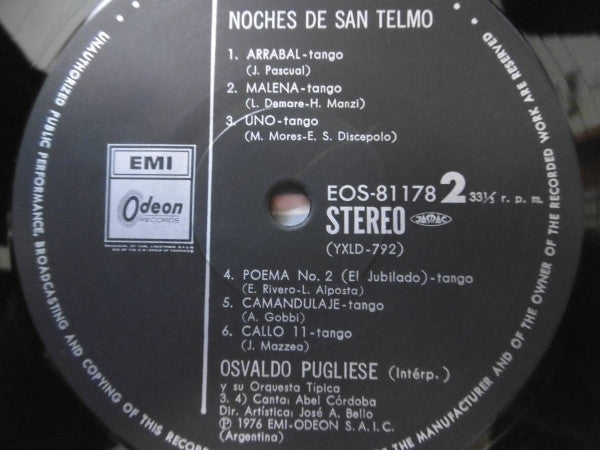 NOCHES DE SAN TELMO
1. ARRABAL-tango
(J. Pascual)
2. MALENA-tango
(L. Demare-H. Manzi)
3. UNO-tango
(M. Mores-E. S. Discepolo)
EMI
Odeon
RECORDS
EOS-81178 2 33⅓ r. p. m.
STEREO JASRAC
(YXLD-792)
4. POEMA No. 2 (El Jubilado)-tango
(E. Rivero-L. Alposta)
5. CAMANDULAJE-tango
(A. Gobbi)
6. CALLO 11-tango
(J. Mazzea)
OSVALDO PUGLIESE (Intérp.)
y su Orquesta Típica
3. 4) Canta: Abel Córdoba
Dir. Artística: José A. Bello
Ⓟ 1976 EMI-ODEON S. A. I. C.
(Argentina)
UNAUTHORIZED PUBLIC PERFORMANCE, BROADCASTING AND COPYING OF THIS RECORD
THE MANUFACTURER AND OF THE OWNER OF THE RECORDED WORK ARE RESERVED